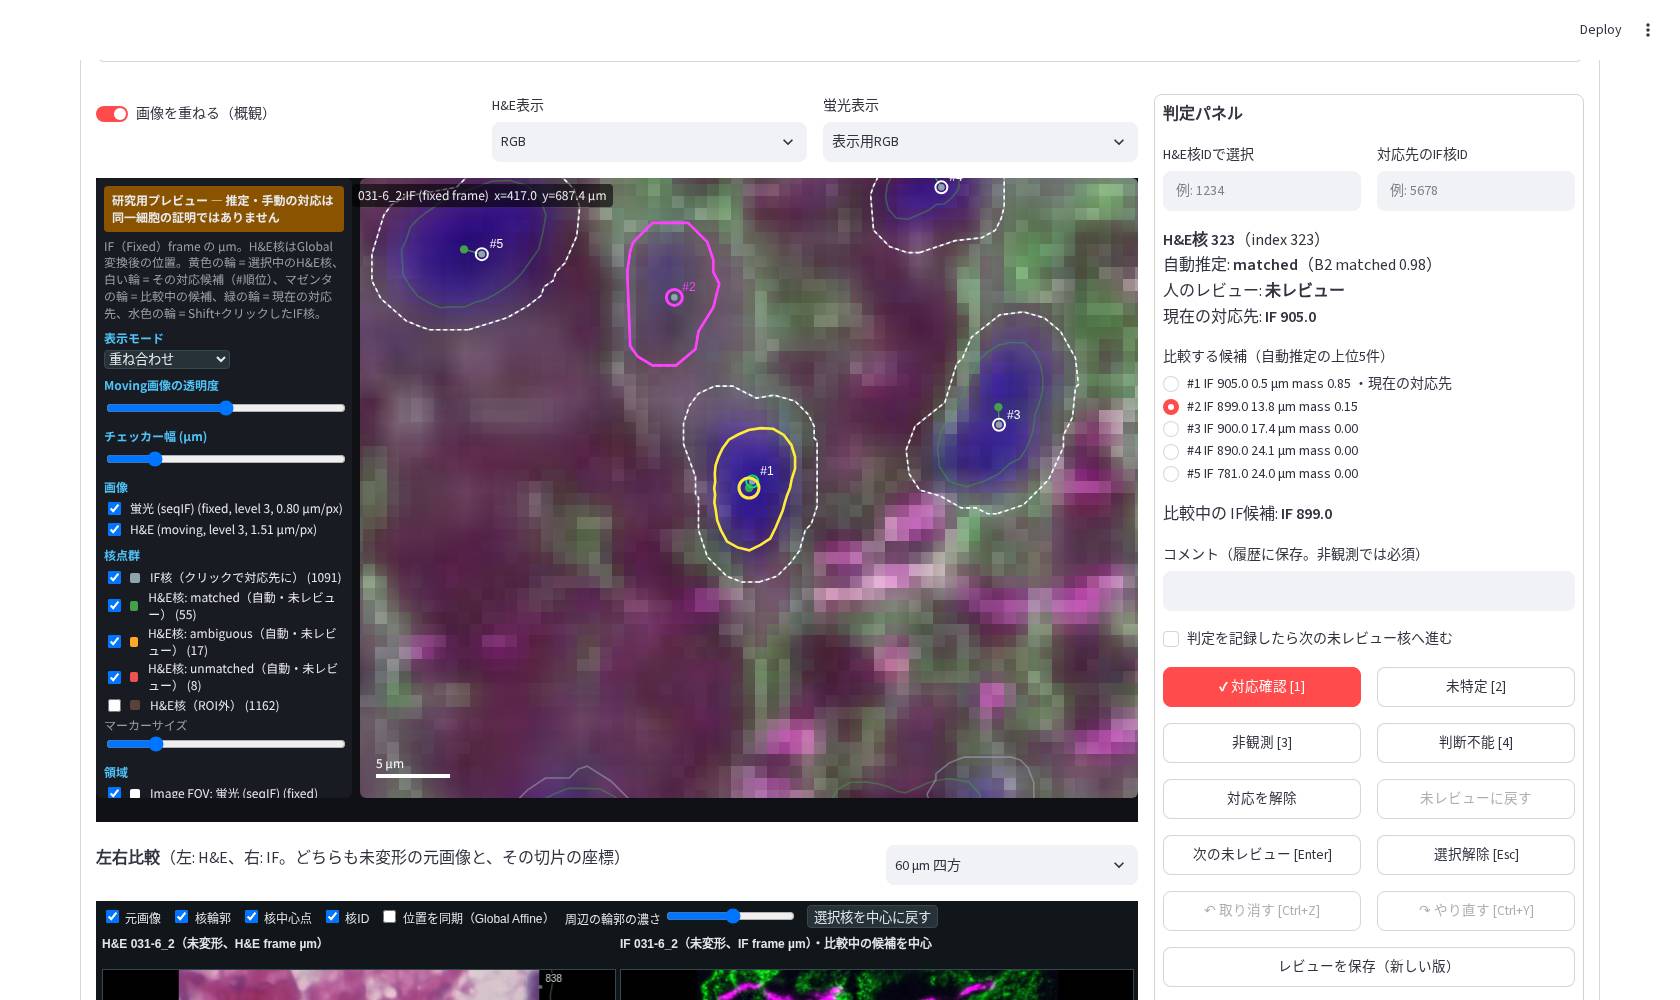 Deploy
画像を重ねる（概観）
H&E表示
RGB
蛍光表示
表示用RGB
研究用プレビュー — 推定・手動の対応は
同一細胞の証明ではありません
IF（Fixed）frame の µm。H&E核はGlobal
変換後の位置。黄色の輪 = 選択中のH&E核、
白い輪 = その対応候補（#順位）、マゼンタ
の輪 = 比較中の候補、緑の輪 = 現在の対応
先、水色の輪 = Shift+クリックしたIF核。
表示モード
重ね合わせ
Moving画像の透明度
チェッカー幅 (µm)
画像
蛍光 (seqIF) (fixed, level 3, 0.80 µm/px)
H&E (moving, level 3, 1.51 µm/px)
核点群
IF核（クリックで対応先に） (1091)
H&E核: matched（自動・未レビュ
ー） (55)
H&E核: ambiguous（自動・未レビ
ュー） (17)
H&E核: unmatched（自動・未レビ
ュー） (8)
H&E核（ROI外） (1162)
マーカーサイズ
領域
Image FOV: 蛍光 (seqIF) (fixed)
031-6_2:IF (fixed frame)  x=417.0  y=687.4 µm
#5
#2
#4
#3
#1
5 µm
左右比較（左: H&E、右: IF。どちらも未変形の元画像と、その切片の座標）
60 µm 四方
元画像 核輪郭 核中心点 核ID 位置を同期（Global Affine） 周辺の輪郭の濃さ 選択核を中心に戻す
H&E 031-6_2（未変形、H&E frame µm）
IF 031-6_2（未変形、IF frame µm）・比較中の候補を中心
838
判定パネル
H&E核IDで選択
例: 1234
対応先のIF核ID
例: 5678
H&E核 323（index 323）
自動推定: matched（B2 matched 0.98）
人のレビュー: 未レビュー
現在の対応先: IF 905.0
比較する候補（自動推定の上位5件）
#1 IF 905.0 0.5 µm mass 0.85 ・現在の対応先
#2 IF 899.0 13.8 µm mass 0.15
#3 IF 900.0 17.4 µm mass 0.00
#4 IF 890.0 24.1 µm mass 0.00
#5 IF 781.0 24.0 µm mass 0.00
比較中の IF候補: IF 899.0
コメント（履歴に保存。非観測では必須）
判定を記録したら次の未レビュー核へ進む
✓ 対応確認 [1]
未特定 [2]
非観測 [3]
判断不能 [4]
対応を解除
未レビューに戻す
次の未レビュー [Enter]
選択解除 [Esc]
↶ 取り消す [Ctrl+Z]
↷ やり直す [Ctrl+Y]
レビューを保存（新しい版）